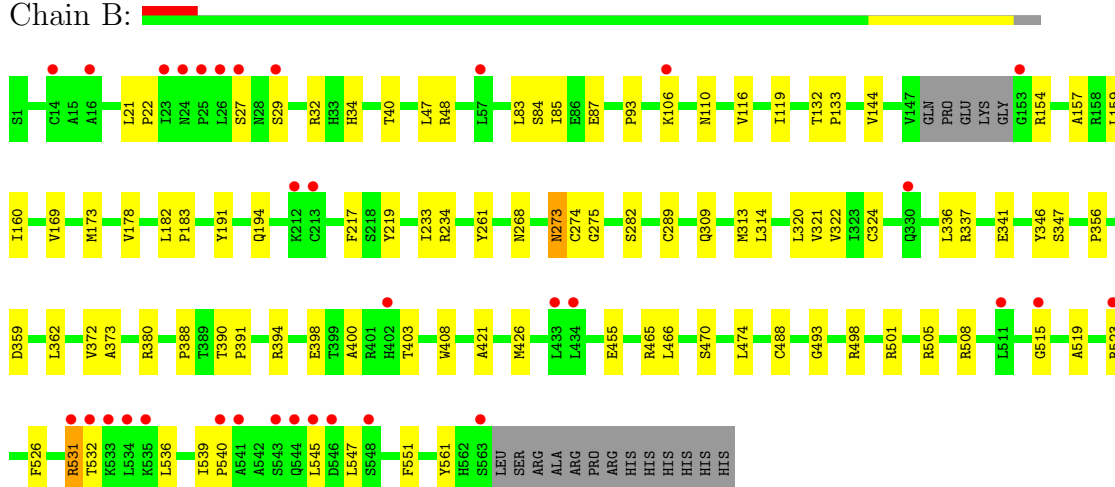 Chain B:
S1 C14 A15 A16 L21 P22 I23 N24 P25 L26 S27 N28 S29 R32 H33 H34 T40 L47 R48 L57 L83 S84 I85 E86 E87 P93 K106 N110 V116 I119 T132 P133 V144 V147 GLN PRO GLU LYS GLY G153 R154 A157 R158 L159
I160 V169 M173 V178 L182 P183 Y191 Q194 K212 C213 F217 S218 Y219 I233 R234 Y261 N268 N273 C274 G275 S282 C289 Q309 M313 L314 L320 V321 V322 I323 C324 Q330 L336 R337 E341 Y346 S347 P356
D359 L362 V372 A373 R380 P388 T389 T390 P391 R394 E398 T399 A400 R401 H402 T403 W408 A421 M426 L433 L434 E455 R465 L466 S470 L474 C488 G493 R498 R501 R505 R508 L511 G515 A519
F526 R531 T532 K533 L534 K535 L536 I539 P540 A541 A542 S543 Q544 L545 D546 L547 S548 F551 Y561 H562 S563 LEU SER ARG ALA ARG PRO ARG HIS HIS HIS HIS HIS HIS